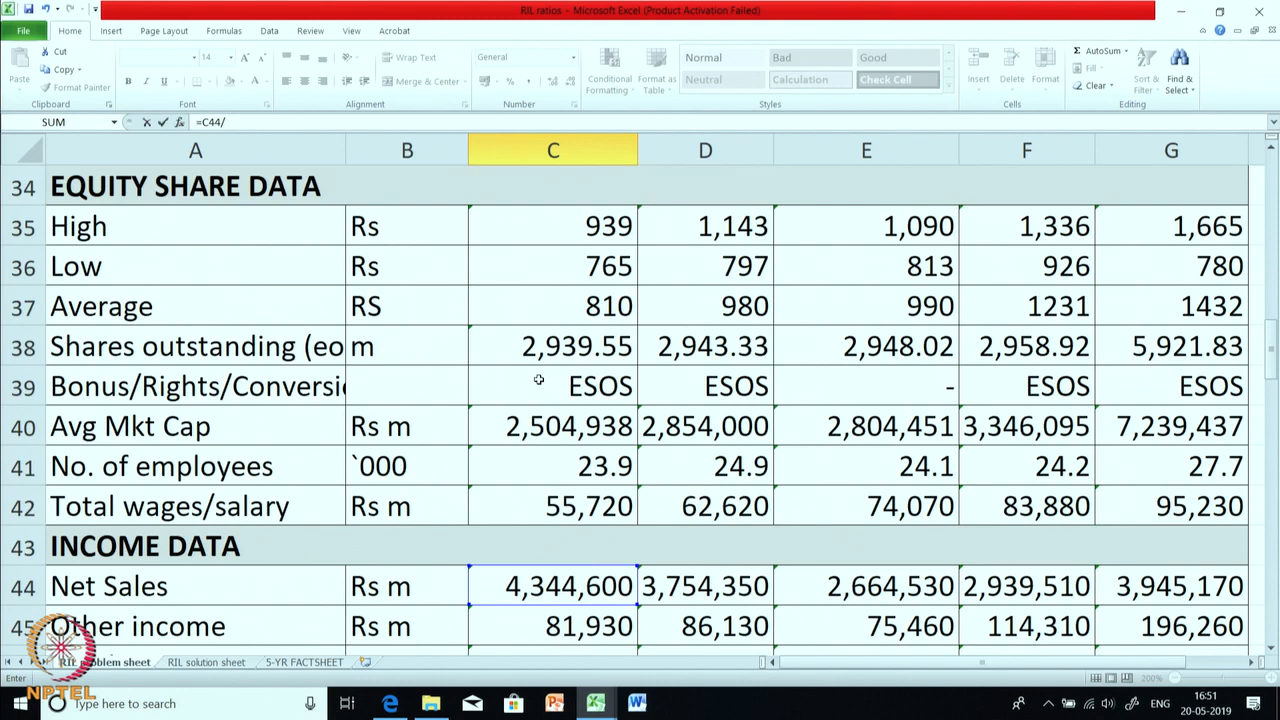 RIL ratios - Microsoft Excel (Product Activation Failed)
File Home Insert Page Layout Formulas Data Review View Acrobat
Cut
Copy
Format Painter
Paste
Clipboard
14
Font
Wrap Text
Merge & Center
Alignment
General
Number
Conditional Formatting
Format as Table
Normal Bad Good
Neutral Calculation Check Cell
Styles
Insert Delete Format
Cells
AutoSum
Fill
Clear
Sort & Filter
Find & Select
Editing
SUM =C44/
A B C D E F G
34 EQUITY SHARE DATA
35 High Rs 939 1,143 1,090 1,336 1,665
36 Low Rs 765 797 813 926 780
37 Average RS 810 980 990 1231 1432
38 Shares outstanding (eo m 2,939.55 2,943.33 2,948.02 2,958.92 5,921.83
39 Bonus/Rights/Conversi ESOS ESOS - ESOS ESOS
40 Avg Mkt Cap Rs m 2,504,938 2,854,000 2,804,451 3,346,095 7,239,437
41 No. of employees `000 23.9 24.9 24.1 24.2 27.7
42 Total wages/salary Rs m 55,720 62,620 74,070 83,880 95,230
43 INCOME DATA
44 Net Sales Rs m 4,344,600 3,754,350 2,664,530 2,939,510 3,945,170
45 Other income Rs m 81,930 86,130 75,460 114,310 196,260
RIL problem sheet RIL solution sheet 5-YR FACTSHEET
Enter 200%
NPTEL
Type here to search
ENG
16:51
20-05-2019